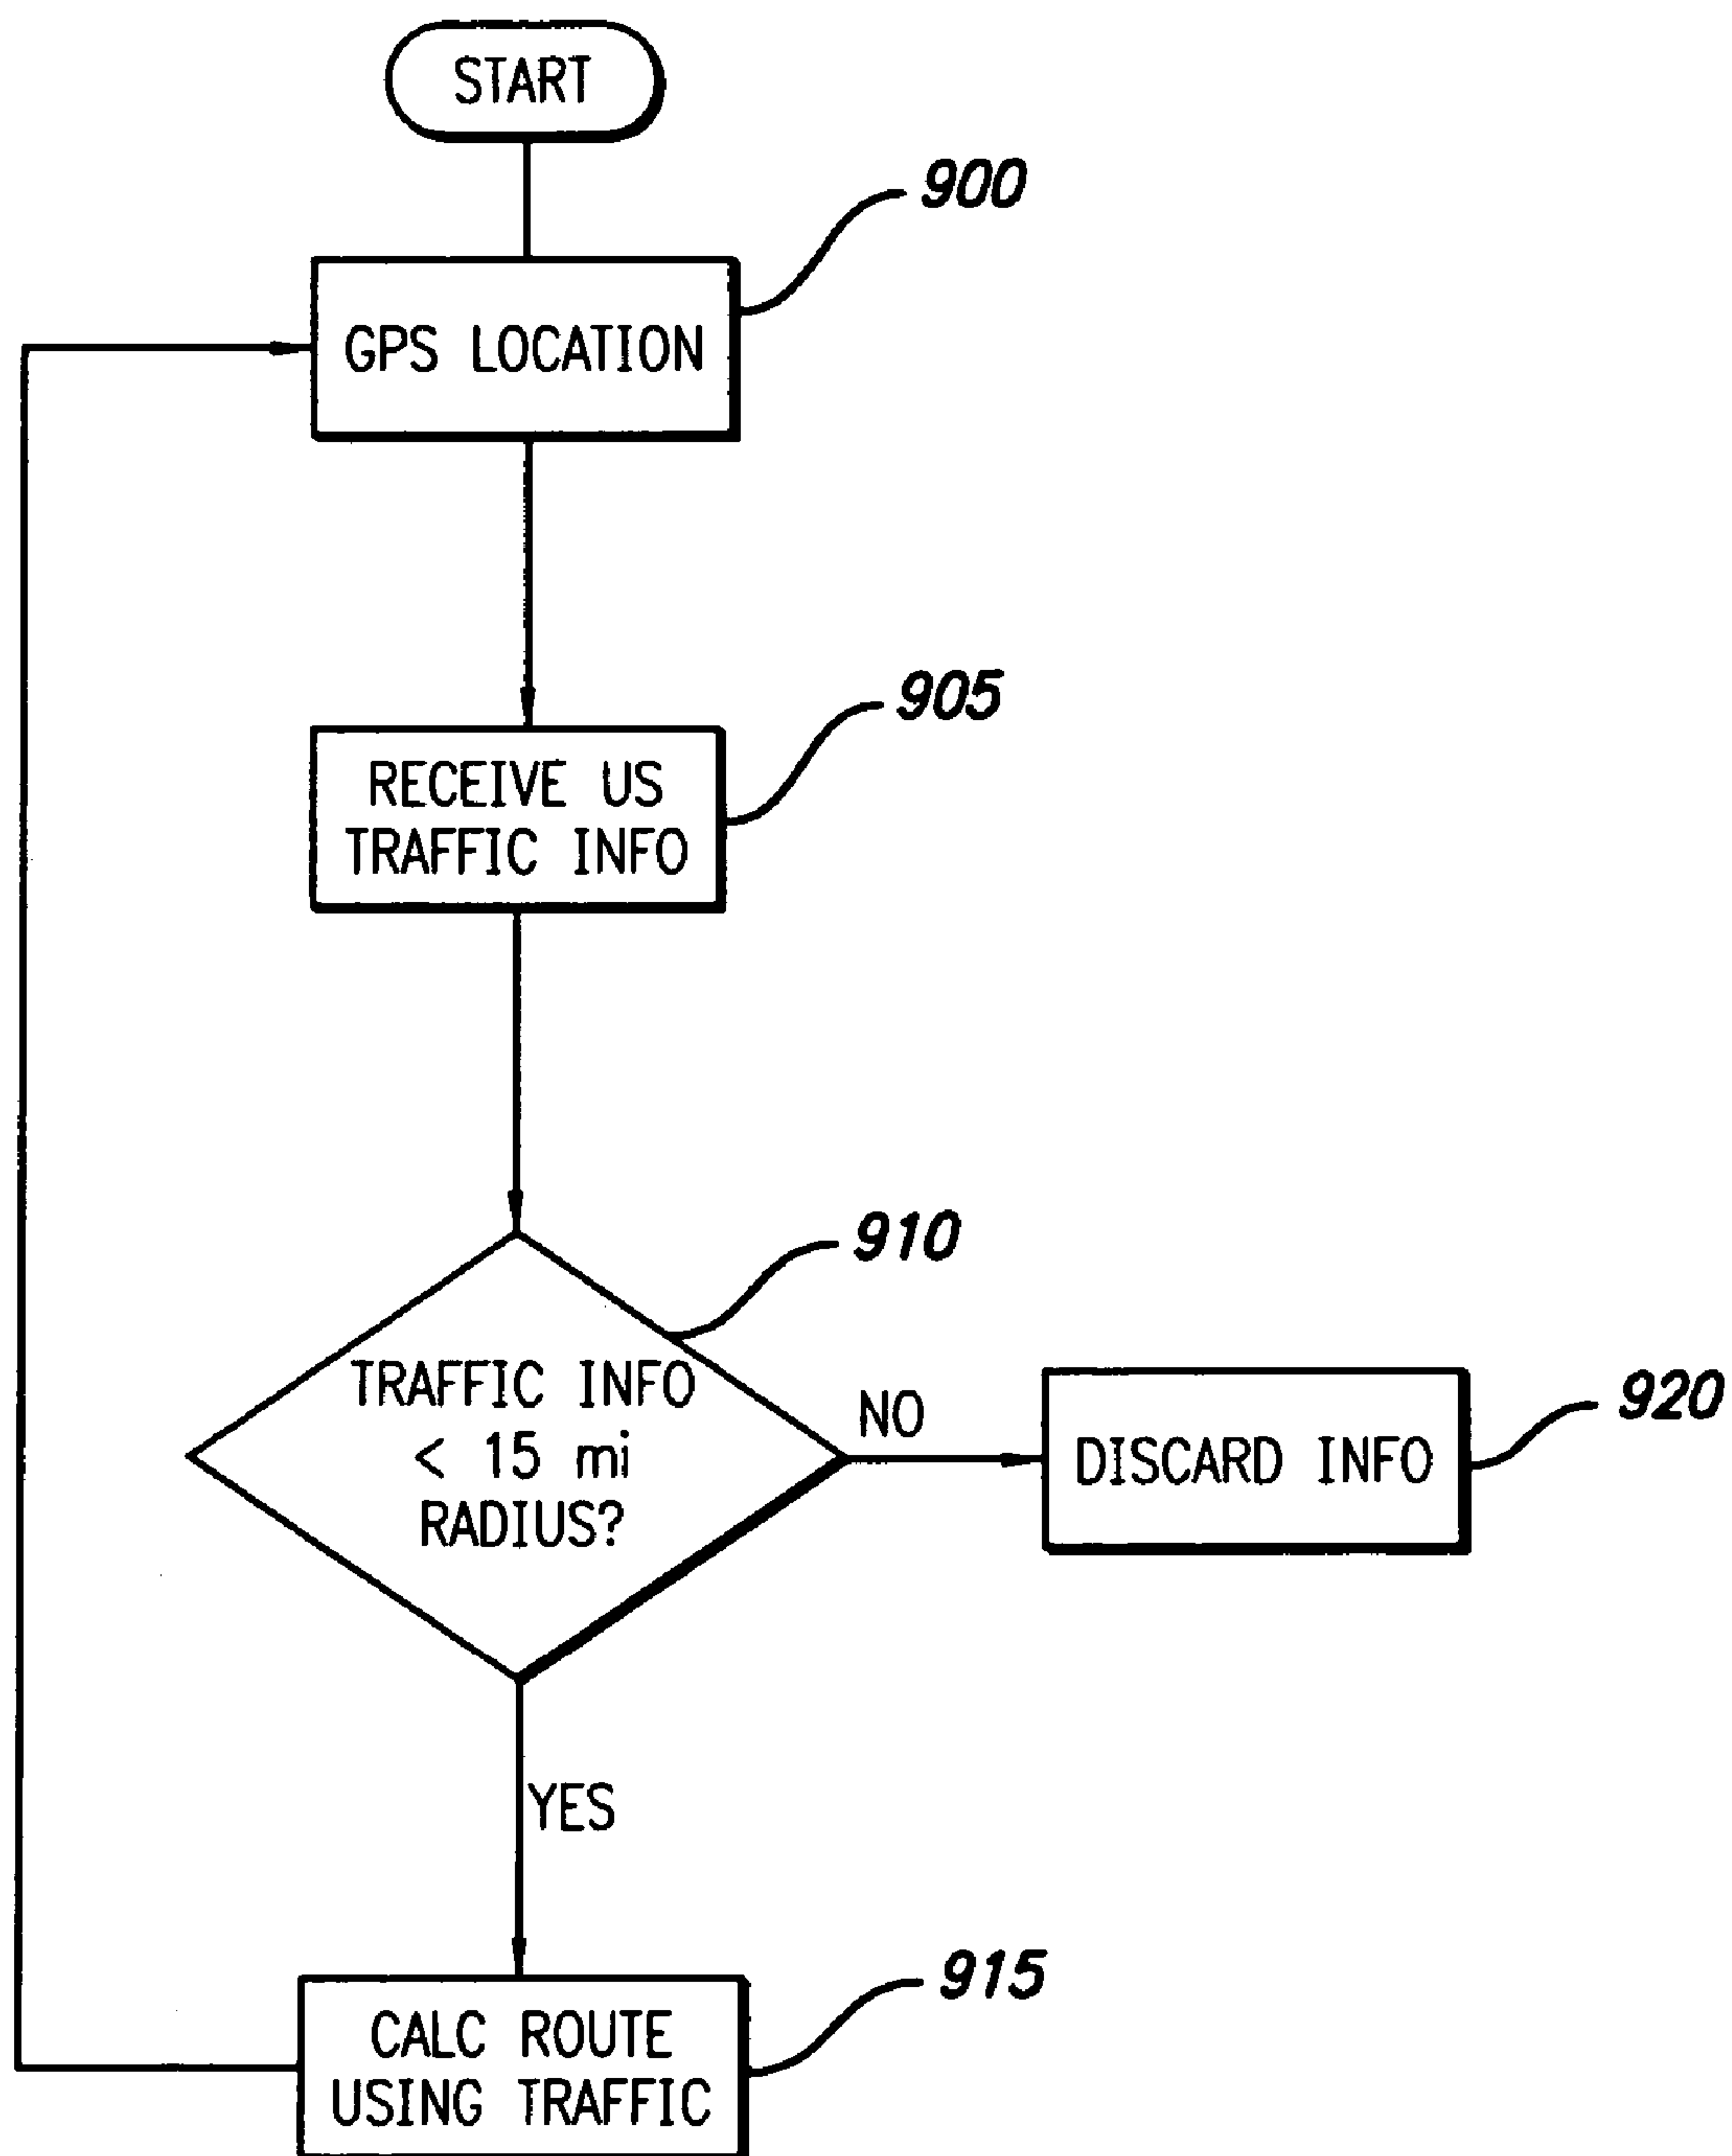 START
900
GPS LOCATION
905
RECEIVE US
TRAFFIC INFO
910
TRAFFIC INFO
< 15 mi
RADIUS?
NO
920
DISCARD INFO
YES
915
CALC ROUTE
USING TRAFFIC